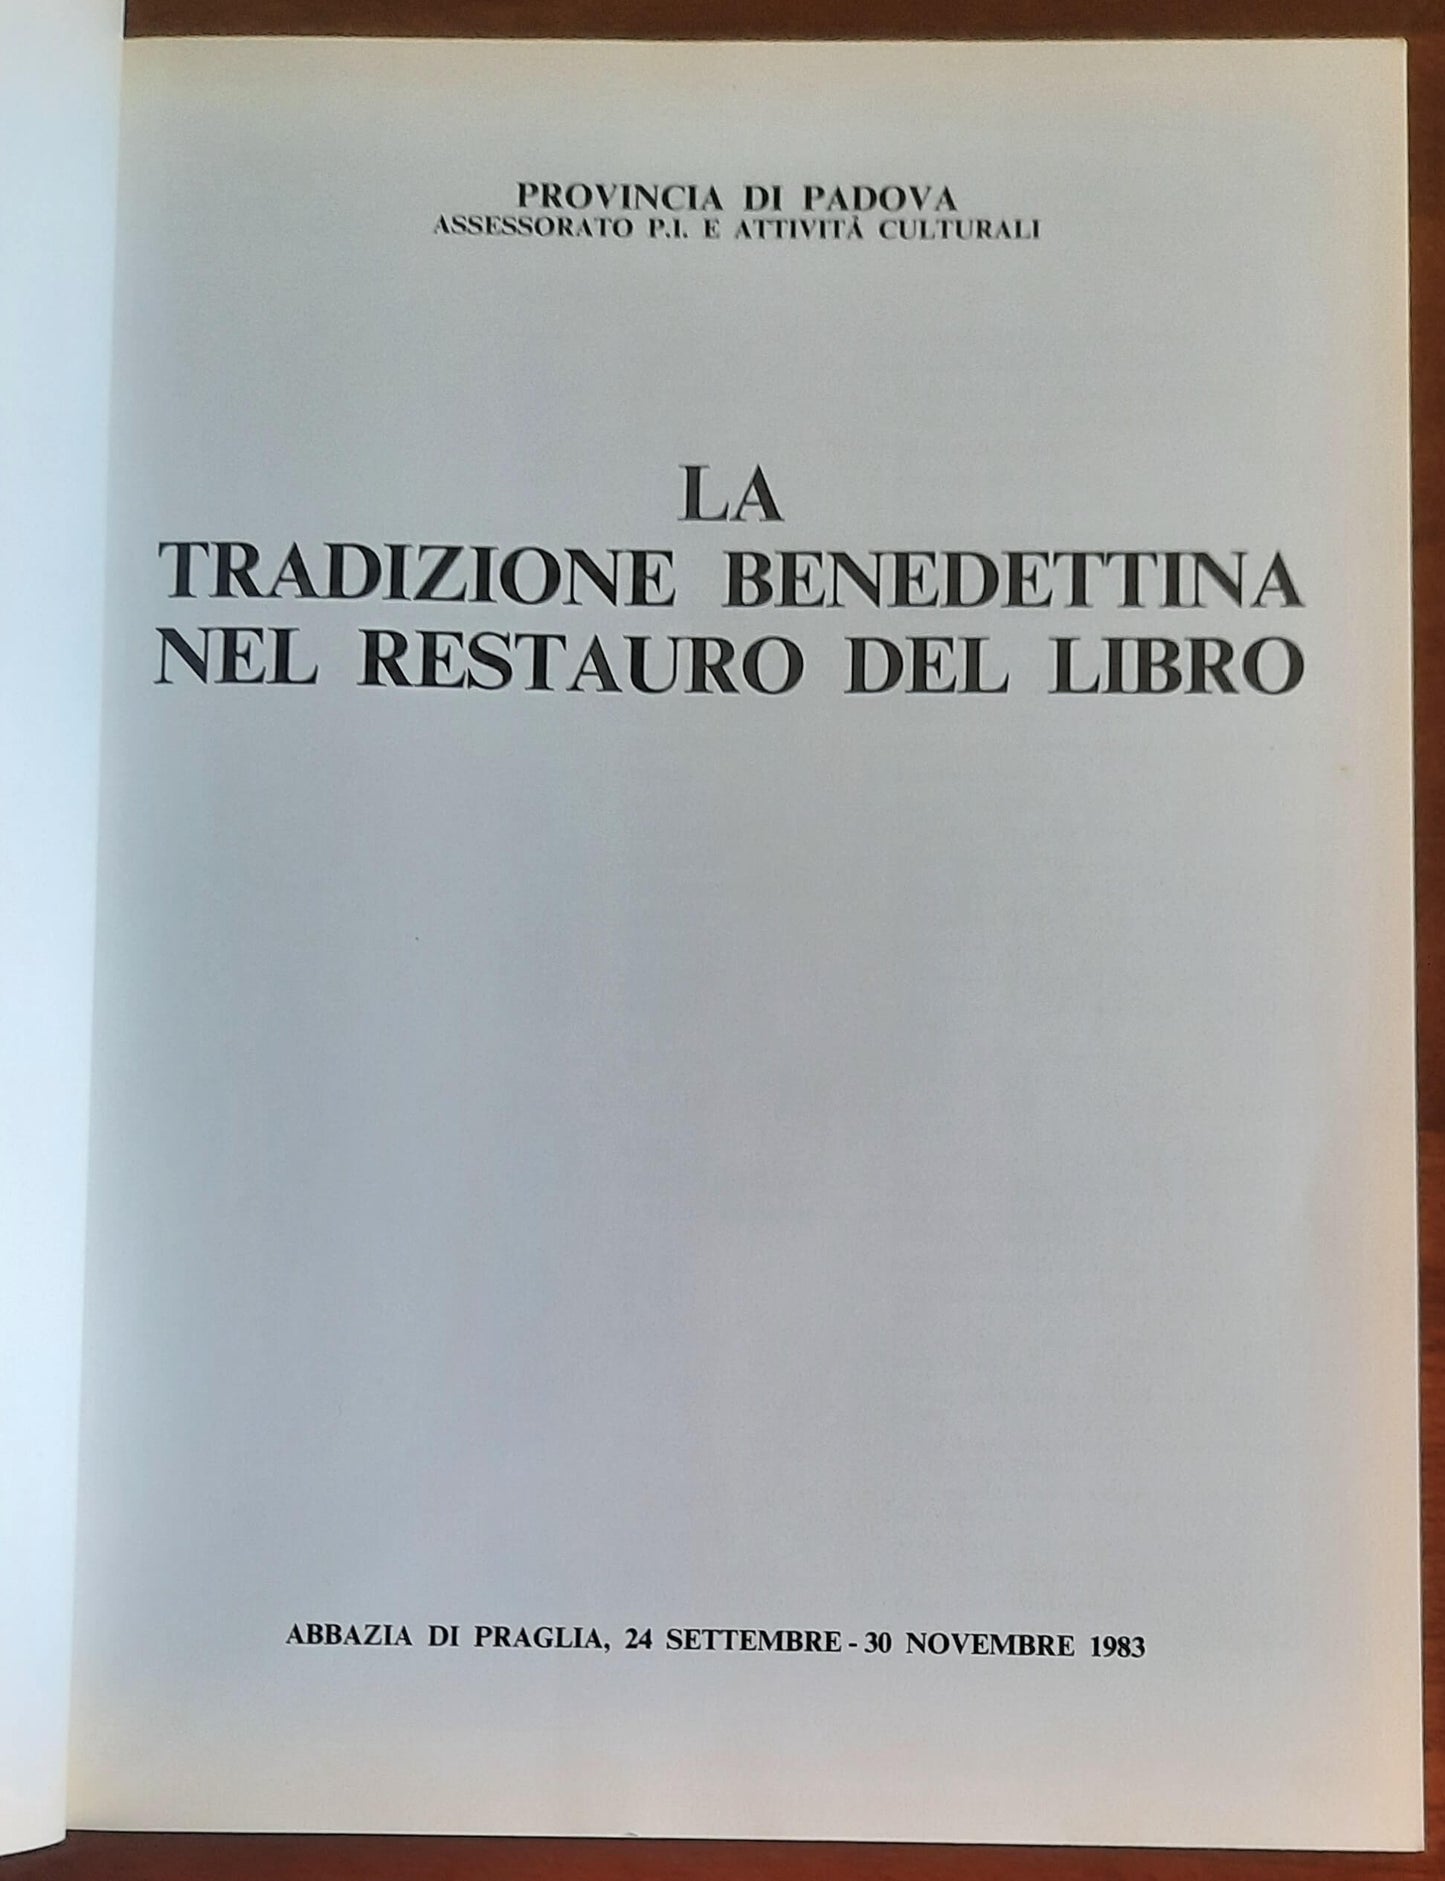 PROVINCIA DI PADOVA
ASSESSORATO P.I. E ATTIVITÀ CULTURALI
LA
TRADIZIONE BENEDETTINA
NEL RESTAURO DEL LIBRO
ABBAZIA DI PRAGLIA, 24 SETTEMBRE - 30 NOVEMBRE 1983